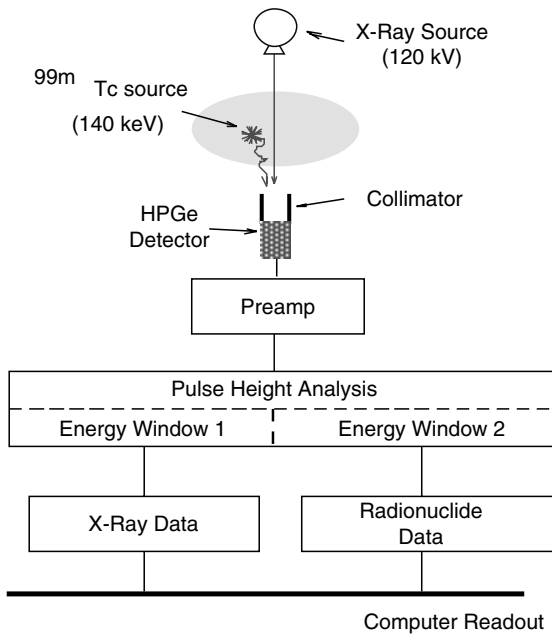 X-Ray Source
(120 kV)
99m
Tc source
(140 keV)
Collimator
HPGe
Detector
Preamp
Pulse Height Analysis
Energy Window 1
Energy Window 2
X-Ray Data
Radionuclide
Data
Computer Readout